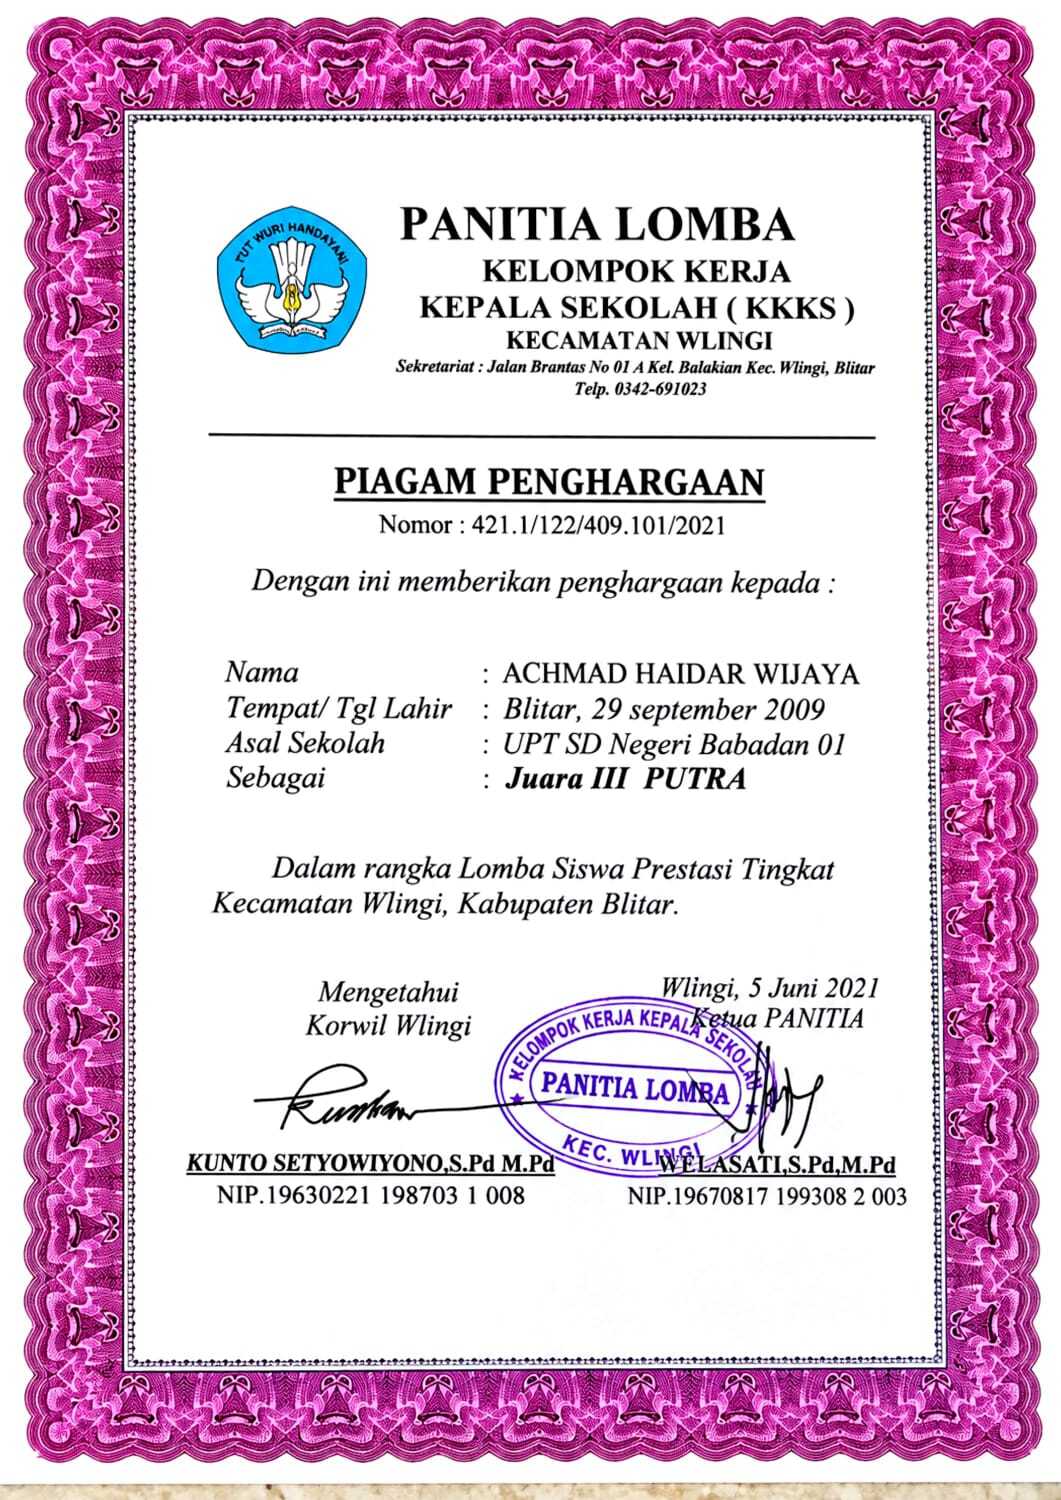 TUT WURI HANDAYANI
PANITIA LOMBA
KELOMPOK KERJA
KEPALA SEKOLAH ( KKKS )
KECAMATAN WLINGI
Sekretariat : Jalan Brantas No 01 A Kel. Balakian Kec. Wlingi, Blitar
Telp. 0342-691023
PIAGAM PENGHARGAAN
Nomor : 421.1/122/409.101/2021
Dengan ini memberikan penghargaan kepada :
Nama : ACHMAD HAIDAR WIJAYA
Tempat/ Tgl Lahir : Blitar, 29 september 2009
Asal Sekolah : UPT SD Negeri Babadan 01
Sebagai : Juara III PUTRA
Dalam rangka Lomba Siswa Prestasi Tingkat
Kecamatan Wlingi, Kabupaten Blitar.
Mengetahui
Korwil Wlingi
Wlingi, 5 Juni 2021
Ketua PANITIA
KELOMPOK KERJA KEPALA SEKOLAH
PANITIA LOMBA
KEC. WLINGI
KUNTO SETYOWIYONO,S.Pd M.Pd
NIP.19630221 198703 1 008
WELASATI,S.Pd,M.Pd
NIP.19670817 199308 2 003